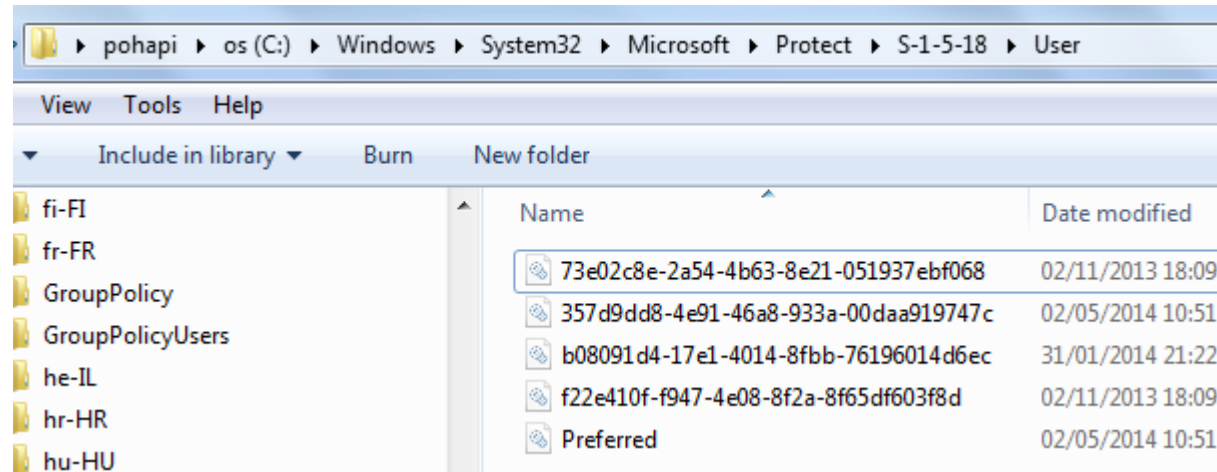 pohapi ▸ os (C:) ▸ Windows ▸ System32 ▸ Microsoft ▸ Protect ▸ S-1-5-18 ▸ User
View Tools Help
Include in library Burn New folder
fi-FI
fr-FR
GroupPolicy
GroupPolicyUsers
he-IL
hr-HR
hu-HU
Name Date modified
73e02c8e-2a54-4b63-8e21-051937ebf068 02/11/2013 18:09
357d9dd8-4e91-46a8-933a-00daa919747c 02/05/2014 10:51
b08091d4-17e1-4014-8fbb-76196014d6ec 31/01/2014 21:22
f22e410f-f947-4e08-8f2a-8f65df603f8d 02/11/2013 18:09
Preferred 02/05/2014 10:51